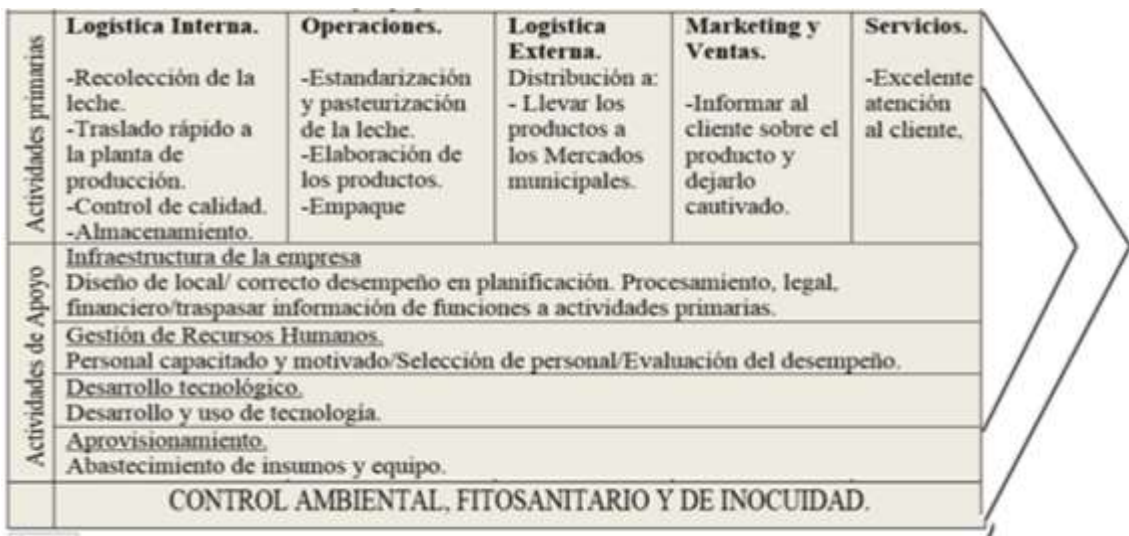 Actividades primarias
Logística Interna.
-Recolección de la
leche.
-Traslado rápido a
la planta de
producción.
-Control de calidad.
-Almacenamiento.
Operaciones.
-Estandarización
y pasteurización
de la leche.
-Elaboración de
los productos.
-Empaque
Logística
Externa.
Distribución a:
- Llevar los
productos a
los Mercados
municipales.
Marketing y
Ventas.
-Informar al
cliente sobre el
producto y
dejarlo
cautivado.
Servicios.
-Excelente
atención
al cliente,
Actividades de Apoyo
Infraestructura de la empresa
Diseño de local/ correcto desempeño en planificación. Procesamiento, legal,
financiero/traspasar información de funciones a actividades primarias.
Gestión de Recursos Humanos.
Personal capacitado y motivado/Selección de personal/Evaluación del desempeño.
Desarrollo tecnológico.
Desarrollo y uso de tecnología.
Aprovisionamiento.
Abastecimiento de insumos y equipo.
CONTROL AMBIENTAL, FITOSANITARIO Y DE INOCUIDAD.